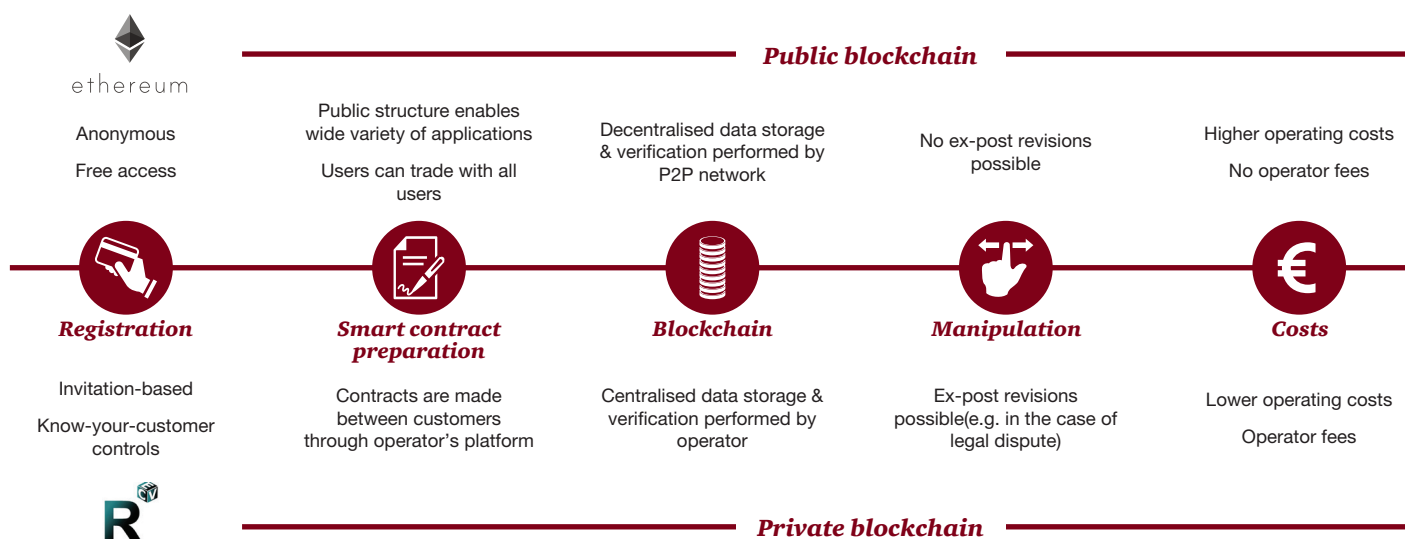 ethereum
Public blockchain
Anonymous
Free access
Public structure enables
wide variety of applications
Users can trade with all
users
Decentralised data storage
& verification performed by
P2P network
No ex-post revisions
possible
Higher operating costs
No operator fees
€
Registration
Smart contract
preparation
Blockchain
Manipulation
Costs
Invitation-based
Know-your-customer
controls
Contracts are made
between customers
through operator's platform
Centralised data storage &
verification performed by
operator
Ex-post revisions
possible(e.g. in the case of
legal dispute)
Lower operating costs
Operator fees
R
Private blockchain